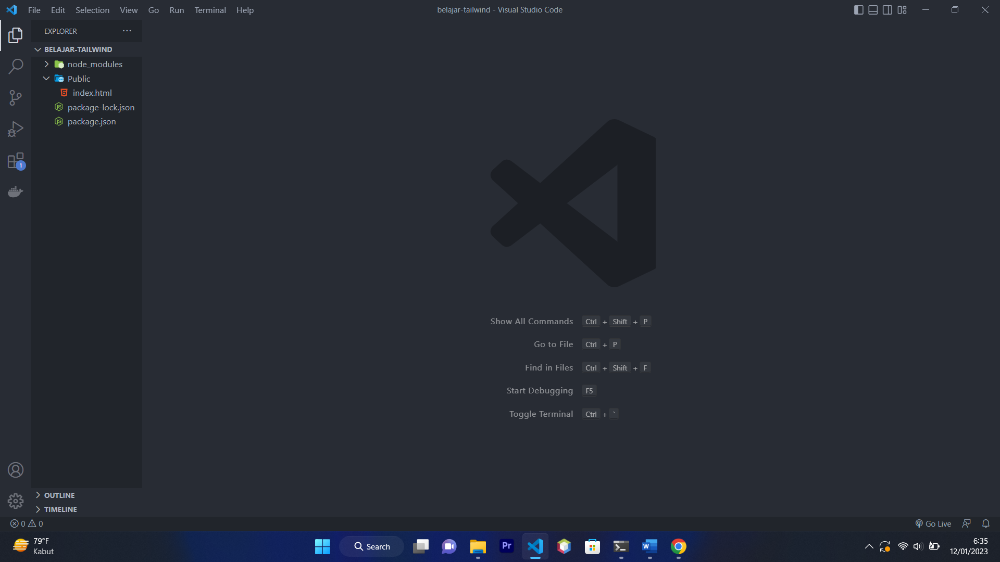 File Edit Selection View Go Run Terminal Help
belajar-tailwind - Visual Studio Code
EXPLORER
BELAJAR-TAILWIND
node_modules
Public
index.html
package-lock.json
package.json
1
Show All Commands Ctrl + Shift + P
Go to File Ctrl + P
Find in Files Ctrl + Shift + F
Start Debugging F5
Toggle Terminal Ctrl + `
OUTLINE
TIMELINE
0 0
Go Live
79°F
Kabut
Search
Pr
W
6:35
12/01/2023